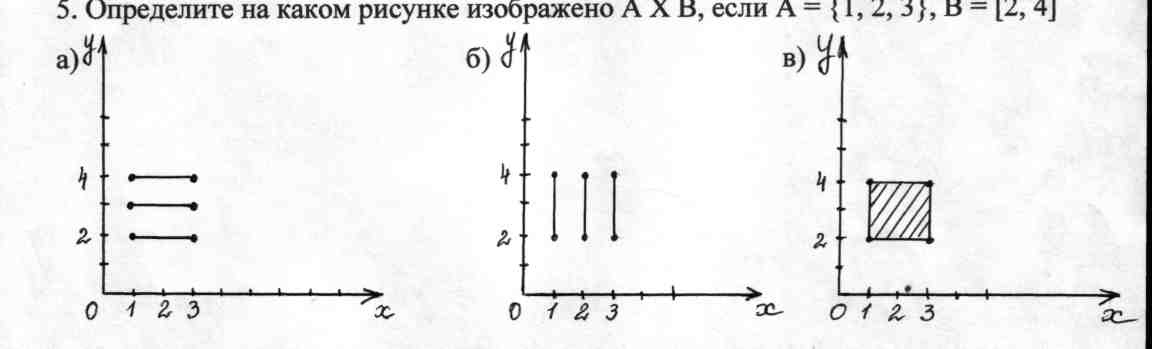 5. Определите на каком рисунке изображено А Х В, если А = {1, 2, 3}, В = [2, 4]
а) y б) y в) y
4 4 4
2 2 2
0 1 2 3 x 0 1 2 3 x 0 1 2 3 x